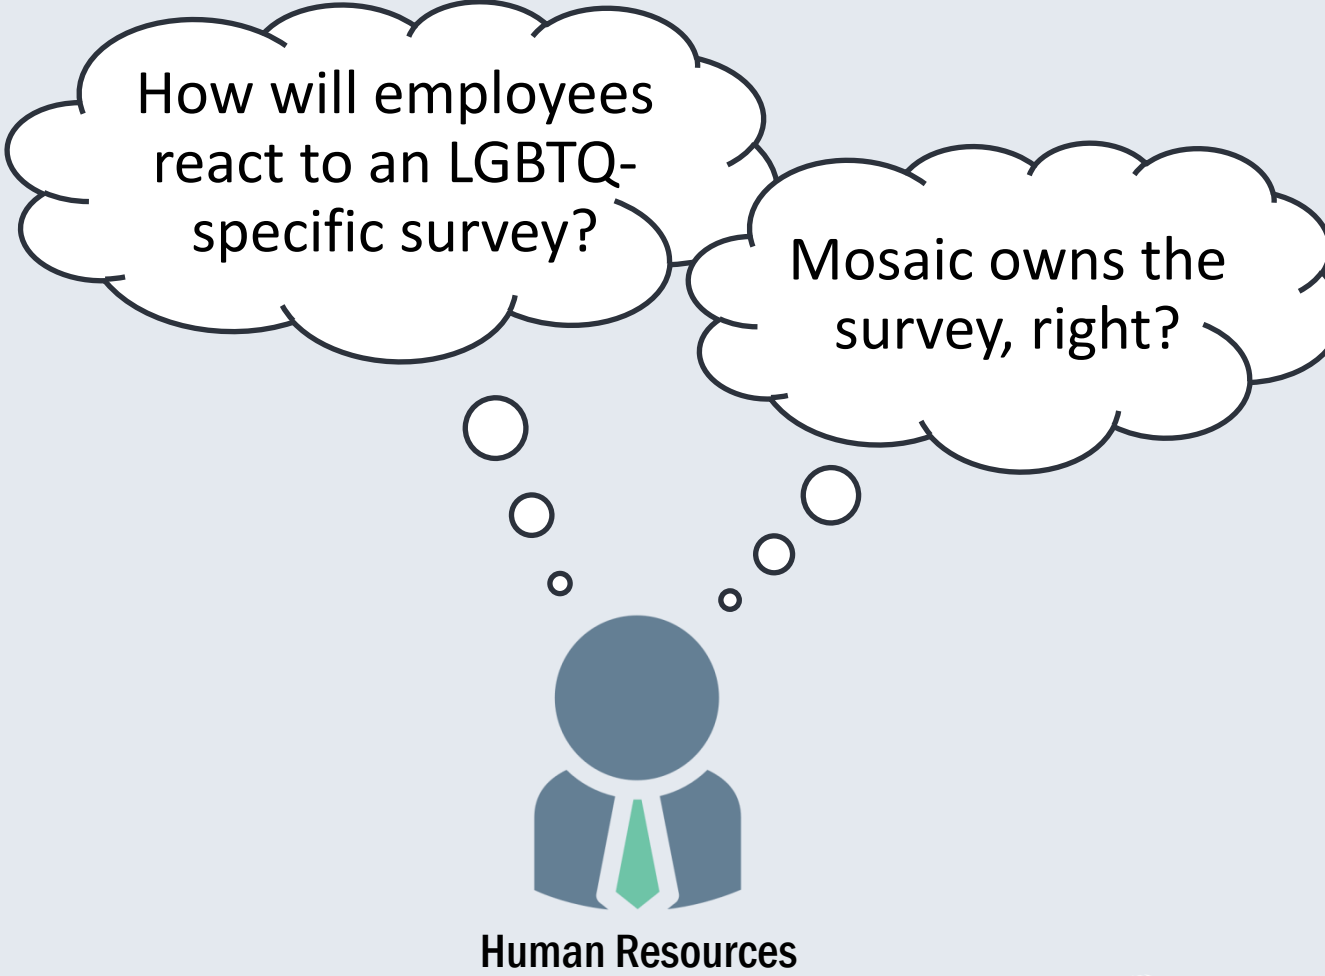 How will employees
react to an LGBTQ-
specific survey?
Mosaic owns the
survey, right?
Human Resources